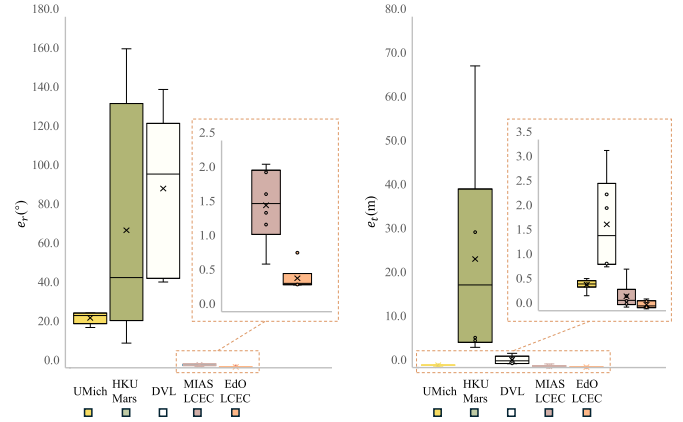 180.0
160.0
140.0
120.0
100.0
80.0
60.0
40.0
20.0
0.0
e_r(°)
2.5
2.0
1.5
1.0
0.5
0.0
UMich
HKU
Mars
DVL
MIAS
LCEC
EdO
LCEC
80.0
70.0
60.0
50.0
40.0
30.0
20.0
10.0
0.0
e_t(m)
3.5
3.0
2.5
2.0
1.5
1.0
0.5
0.0
UMich
HKU
Mars
DVL
MIAS
LCEC
EdO
LCEC